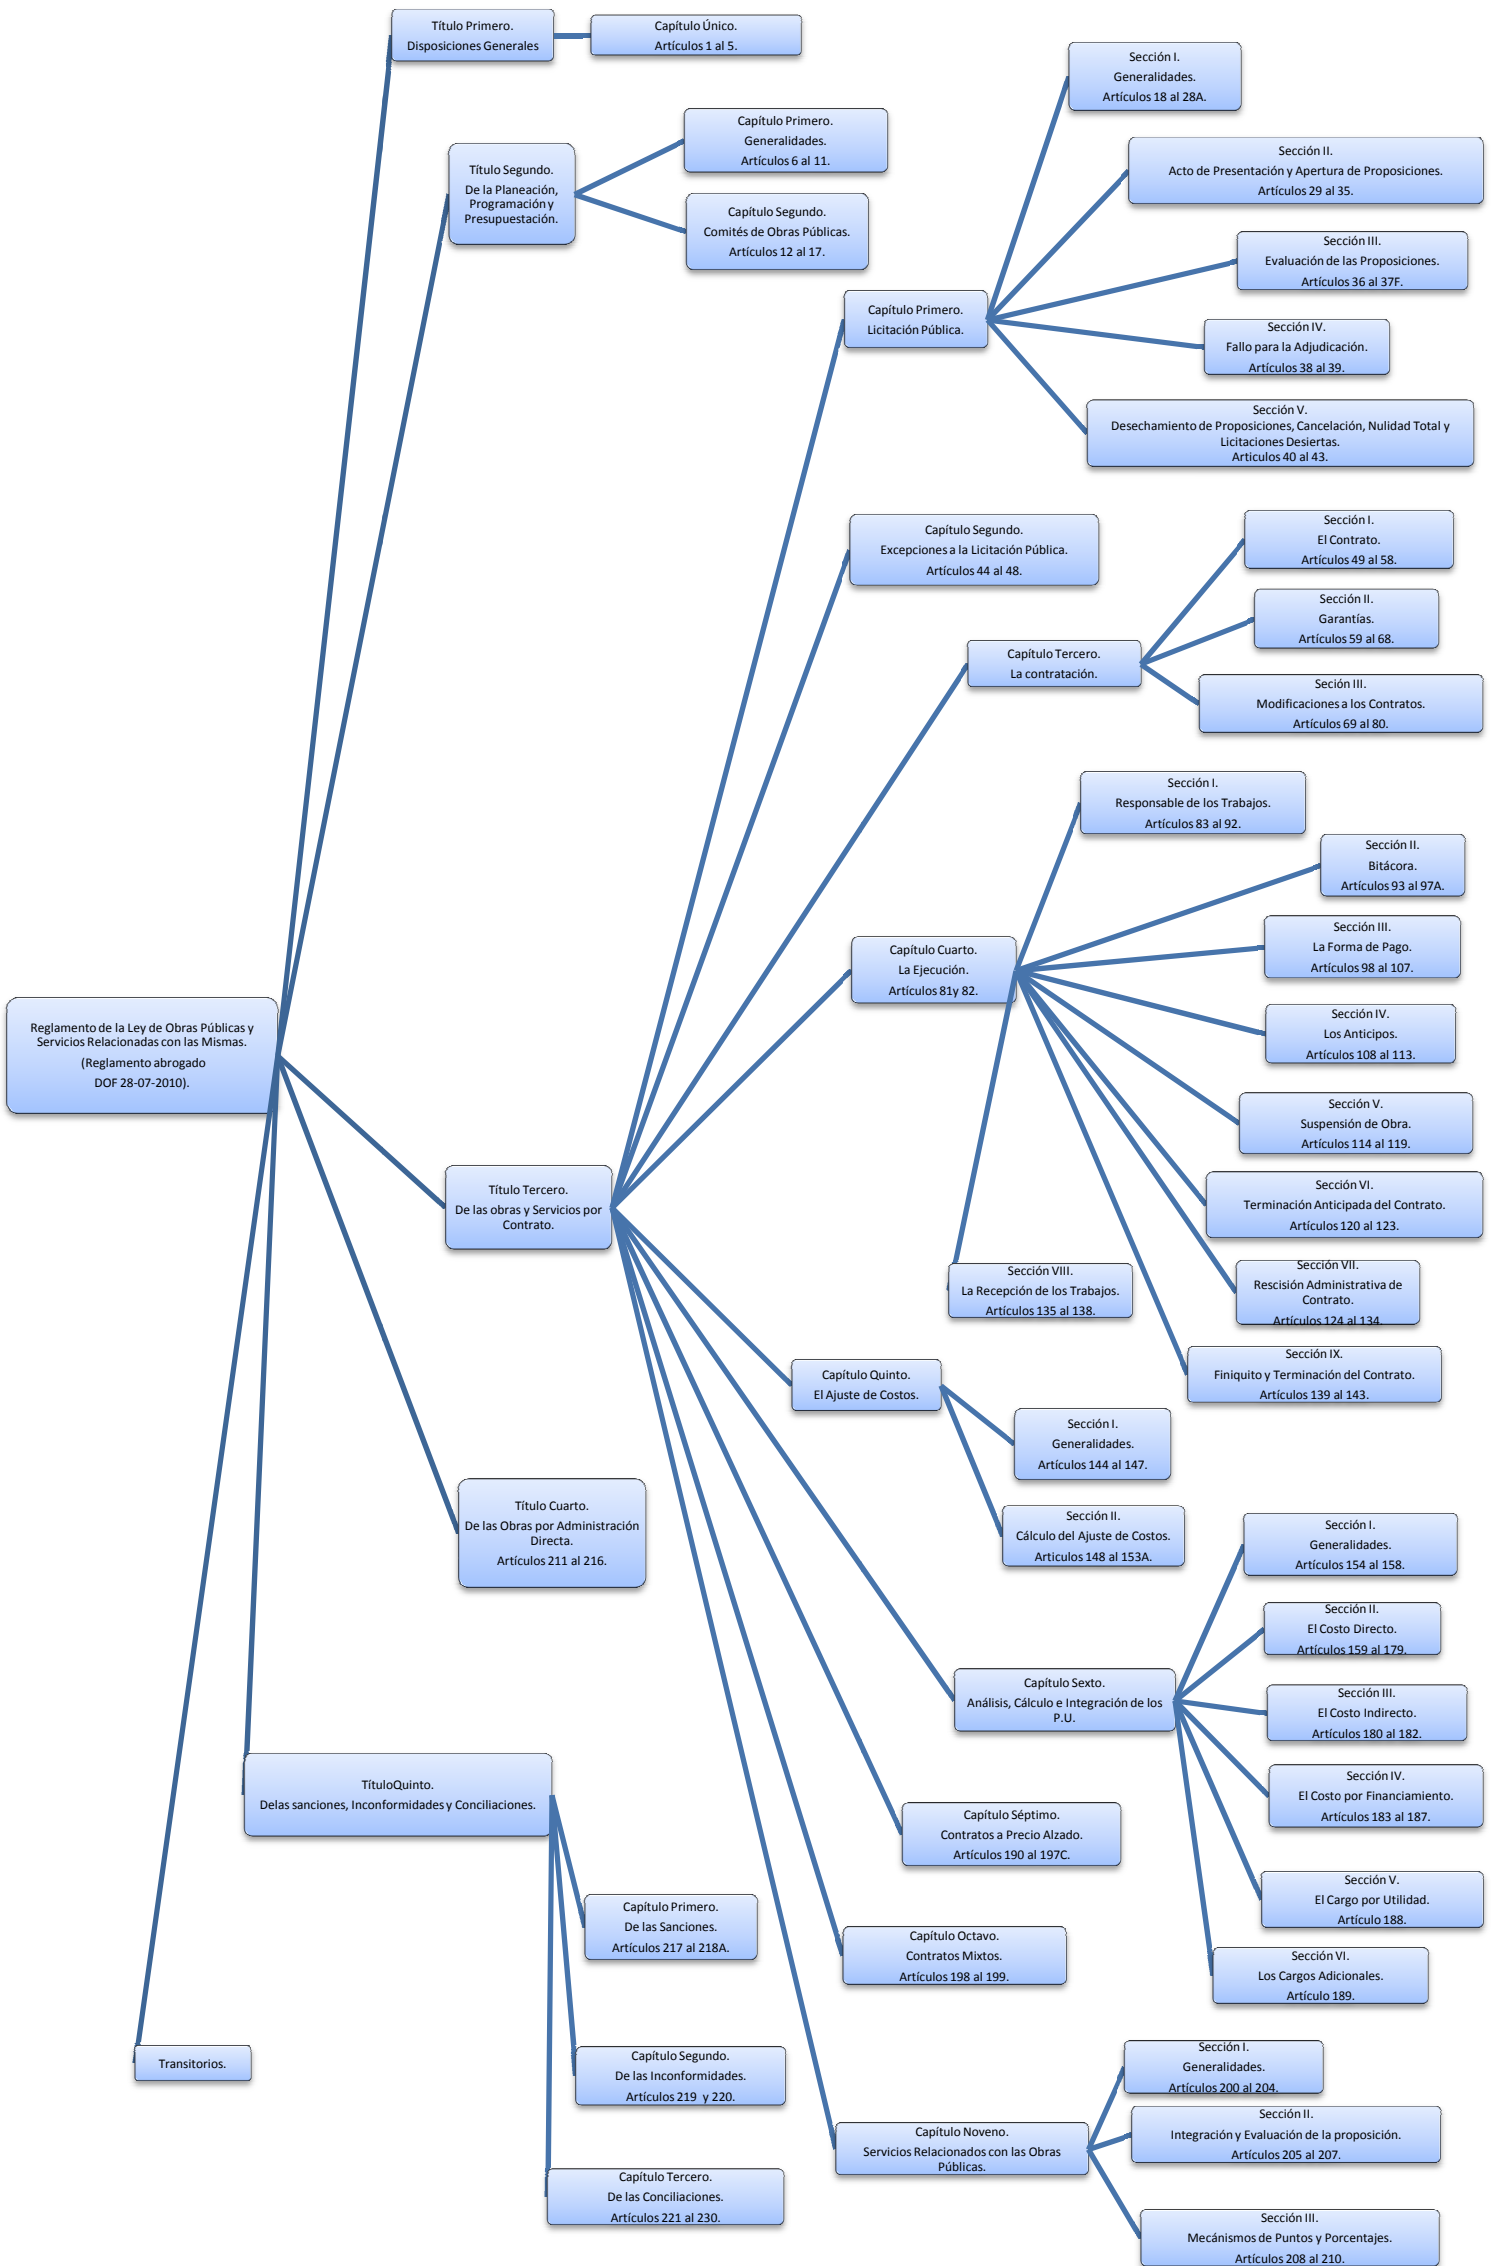 Título Primero.
Disposiciones Generales
Capítulo Único.
Artículos 1 al 5.
Título Segundo.
De la Planeación,
Programación y
Presupuestación.
Capítulo Primero.
Generalidades.
Artículos 6 al 11.
Capítulo Segundo.
Comités de Obras Públicas.
Artículos 12 al 17.
Capítulo Primero.
Licitación Pública.
Sección I.
Generalidades.
Artículos 18 al 28A.
Sección II.
Acto de Presentación y Apertura de Proposiciones.
Artículos 29 al 35.
Sección III.
Evaluación de las Proposiciones.
Artículos 36 al 37F.
Sección IV.
Fallo para la Adjudicación.
Artículos 38 al 39.
Sección V.
Desechamiento de Proposiciones, Cancelación, Nulidad Total y
Licitaciones Desiertas.
Articulos 40 al 43.
Capítulo Segundo.
Excepciones a la Licitación Pública.
Artículos 44 al 48.
Capítulo Tercero.
La contratación.
Sección I.
El Contrato.
Artículos 49 al 58.
Sección II.
Garantías.
Artículos 59 al 68.
Seción III.
Modificaciones a los Contratos.
Artículos 69 al 80.
Capítulo Cuarto.
La Ejecución.
Artículos 81y 82.
Sección I.
Responsable de los Trabajos.
Artículos 83 al 92.
Sección II.
Bitácora.
Artículos 93 al 97A.
Sección III.
La Forma de Pago.
Artículos 98 al 107.
Sección IV.
Los Anticipos.
Artículos 108 al 113.
Sección V.
Suspensión de Obra.
Artículos 114 al 119.
Sección VI.
Terminación Anticipada del Contrato.
Artículos 120 al 123.
Sección VII.
Rescisión Administrativa de
Contrato.
Artículos 124 al 134.
Sección VIII.
La Recepción de los Trabajos.
Artículos 135 al 138.
Sección IX.
Finiquito y Terminación del Contrato.
Artículos 139 al 143.
Reglamento de la Ley de Obras Públicas y
Servicios Relacionadas con las Mismas.
(Reglamento abrogado
DOF 28-07-2010).
Título Tercero.
De las obras y Servicios por
Contrato.
Capítulo Quinto.
El Ajuste de Costos.
Sección I.
Generalidades.
Artículos 144 al 147.
Sección II.
Cálculo del Ajuste de Costos.
Articulos 148 al 153A.
Título Cuarto.
De las Obras por Administración
Directa.
Artículos 211 al 216.
Capítulo Sexto.
Análisis, Cálculo e Integración de los
P.U.
Sección I.
Generalidades.
Artículos 154 al 158.
Sección II.
El Costo Directo.
Artículos 159 al 179.
Sección III.
El Costo Indirecto.
Artículos 180 al 182.
Sección IV.
El Costo por Financiamiento.
Artículos 183 al 187.
Sección V.
El Cargo por Utilidad.
Artículo 188.
Sección VI.
Los Cargos Adicionales.
Artículo 189.
TítuloQuinto.
Delas sanciones, Inconformidades y Conciliaciones.
Capítulo Séptimo.
Contratos a Precio Alzado.
Artículos 190 al 197C.
Capítulo Primero.
De las Sanciones.
Artículos 217 al 218A.
Capítulo Octavo.
Contratos Mixtos.
Artículos 198 al 199.
Transitorios.
Capítulo Segundo.
De las Inconformidades.
Artículos 219 y 220.
Capítulo Tercero.
De las Conciliaciones.
Artículos 221 al 230.
Capítulo Noveno.
Servicios Relacionados con las Obras
Públicas.
Sección I.
Generalidades.
Artículos 200 al 204.
Sección II.
Integración y Evaluación de la proposición.
Artículos 205 al 207.
Sección III.
Mecánismos de Puntos y Porcentajes.
Artículos 208 al 210.